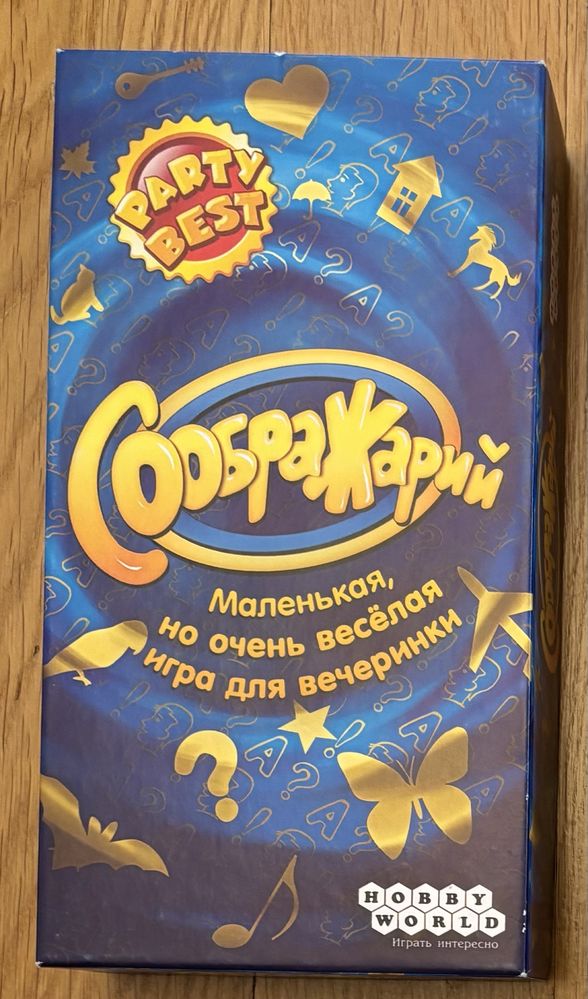 PARTY
BEST
Соображарий
Маленькая,
но очень весёлая
игра для вечеринки
HOBBY
WORLD
Играть интересно